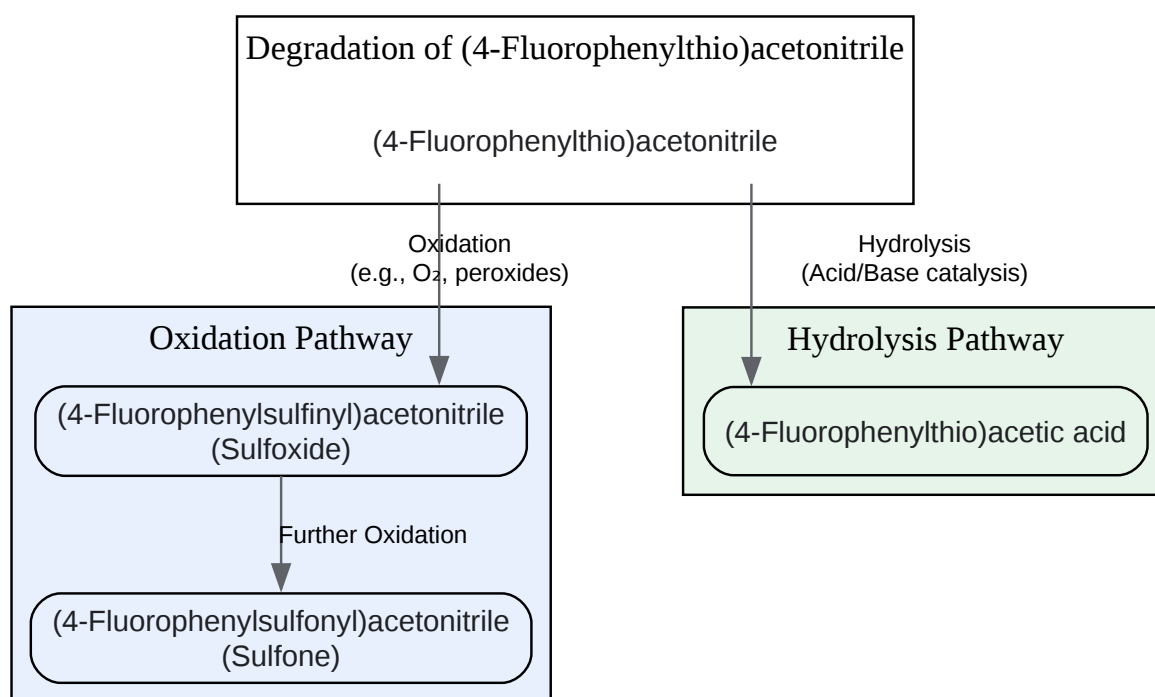 Degradation of (4-Fluorophenylthio)acetonitrile
(4-Fluorophenylthio)acetonitrile
Oxidation
(e.g., O₂, peroxides)
Hydrolysis
(Acid/Base catalysis)
Oxidation Pathway
(4-Fluorophenylsulfinyl)acetonitrile
(Sulfoxide)
Further Oxidation
(4-Fluorophenylsulfonyl)acetonitrile
(Sulfone)
Hydrolysis Pathway
(4-Fluorophenylthio)acetic acid